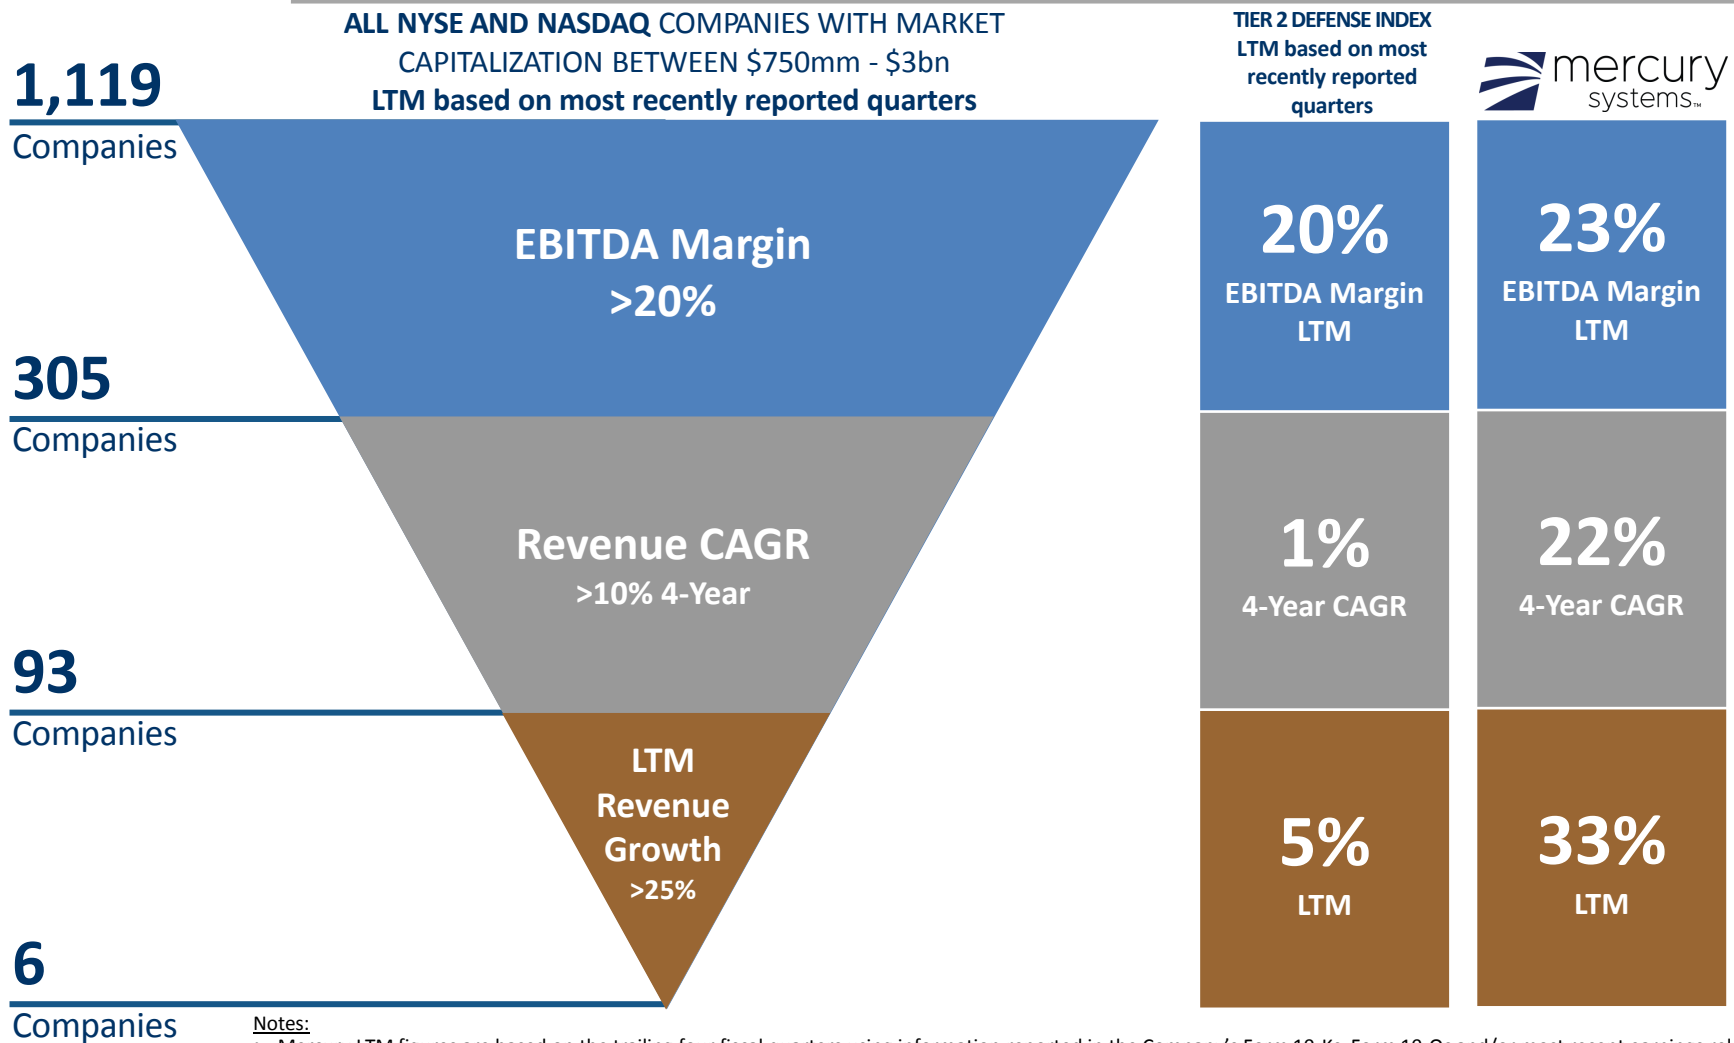 ALL NYSE AND NASDAQ COMPANIES WITH MARKET
CAPITALIZATION BETWEEN $750mm - $3bn
LTM based on most recently reported quarters
TIER 2 DEFENSE INDEX
LTM based on most
recently reported
quarters
mercury
systems™
1,119
Companies
EBITDA Margin
>20%
20%
EBITDA Margin
LTM
23%
EBITDA Margin
LTM
305
Companies
Revenue CAGR
>10% 4-Year
1%
4-Year CAGR
22%
4-Year CAGR
93
Companies
LTM
Revenue
Growth
>25%
5%
LTM
33%
LTM
6
Companies
Notes: